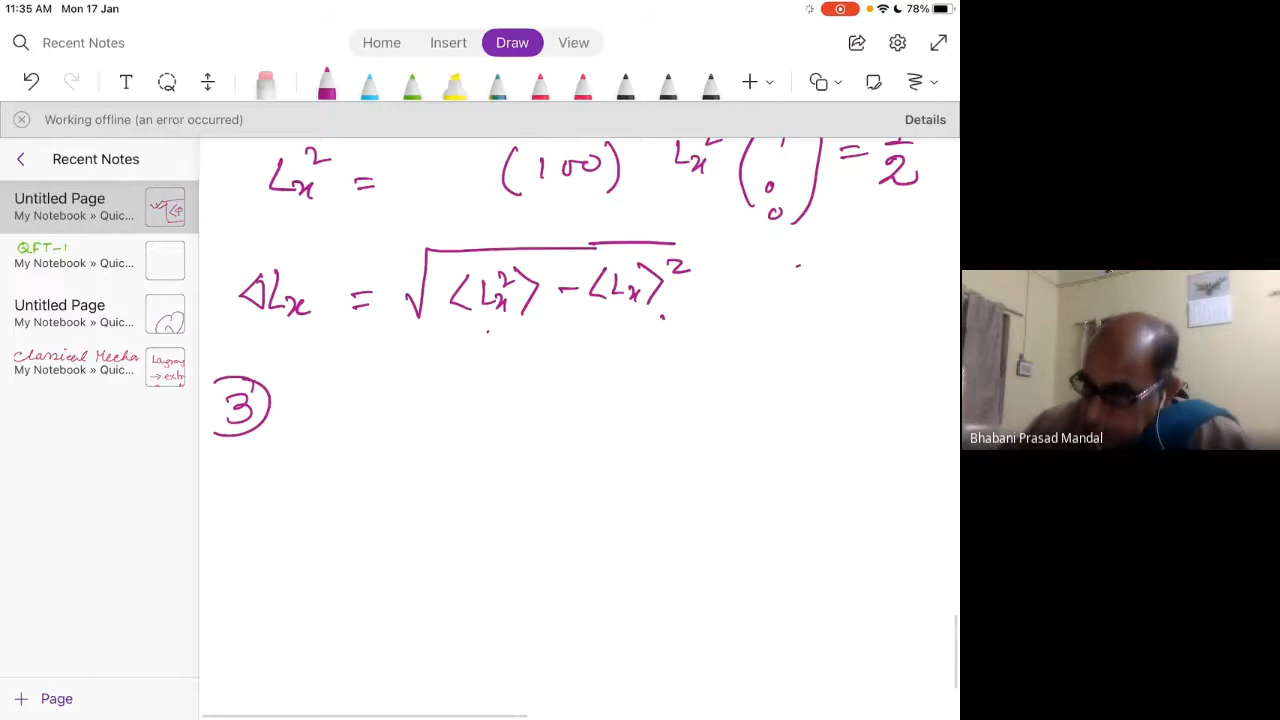 11:35 AM Mon 17 Jan
78%
Recent Notes
Home Insert Draw View
Working offline (an error occurred) Details
Recent Notes
Untitled Page
My Notebook » Quic...
QFT-1
My Notebook » Quic...
Untitled Page
My Notebook » Quic...
Classical Mecha
My Notebook » Quic...
Lx² = (100) Lx² (1 0 0) = 1/2
ΔLx = √⟨Lx²⟩ - ⟨Lx⟩²
3
Bhabani Prasad Mandal
+ Page